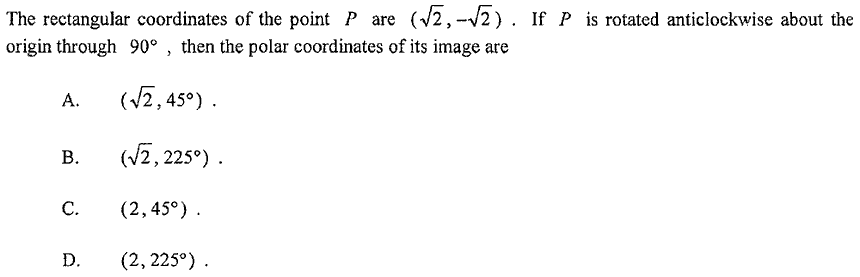 The rectangular coordinates of the point P are (√2, −√2) . If P is rotated anticlockwise about the
origin through 90° , then the polar coordinates of its image are
A. (√2, 45°) .
B. (√2, 225°) .
C. (2, 45°) .
D. (2, 225°) .